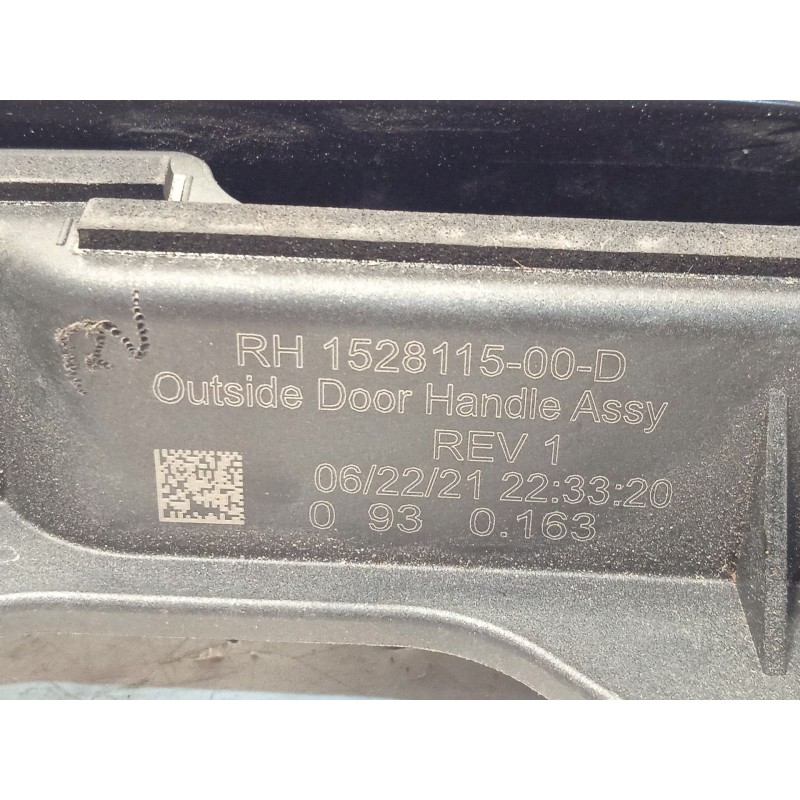 RH 1528115-00-D
Outside Door Handle Assy
REV 1
06/22/21 22:33:20
0 93 0.163